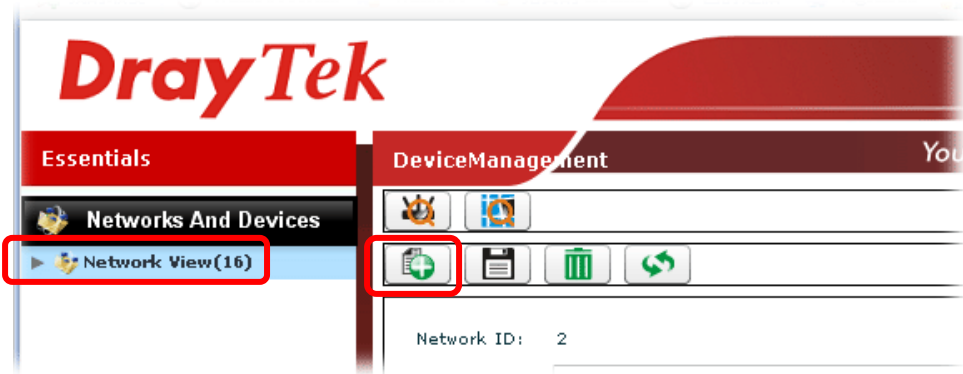 DrayTek
Essentials
DeviceManagement
You
Networks And Devices
Network View(16)
Network ID: 2